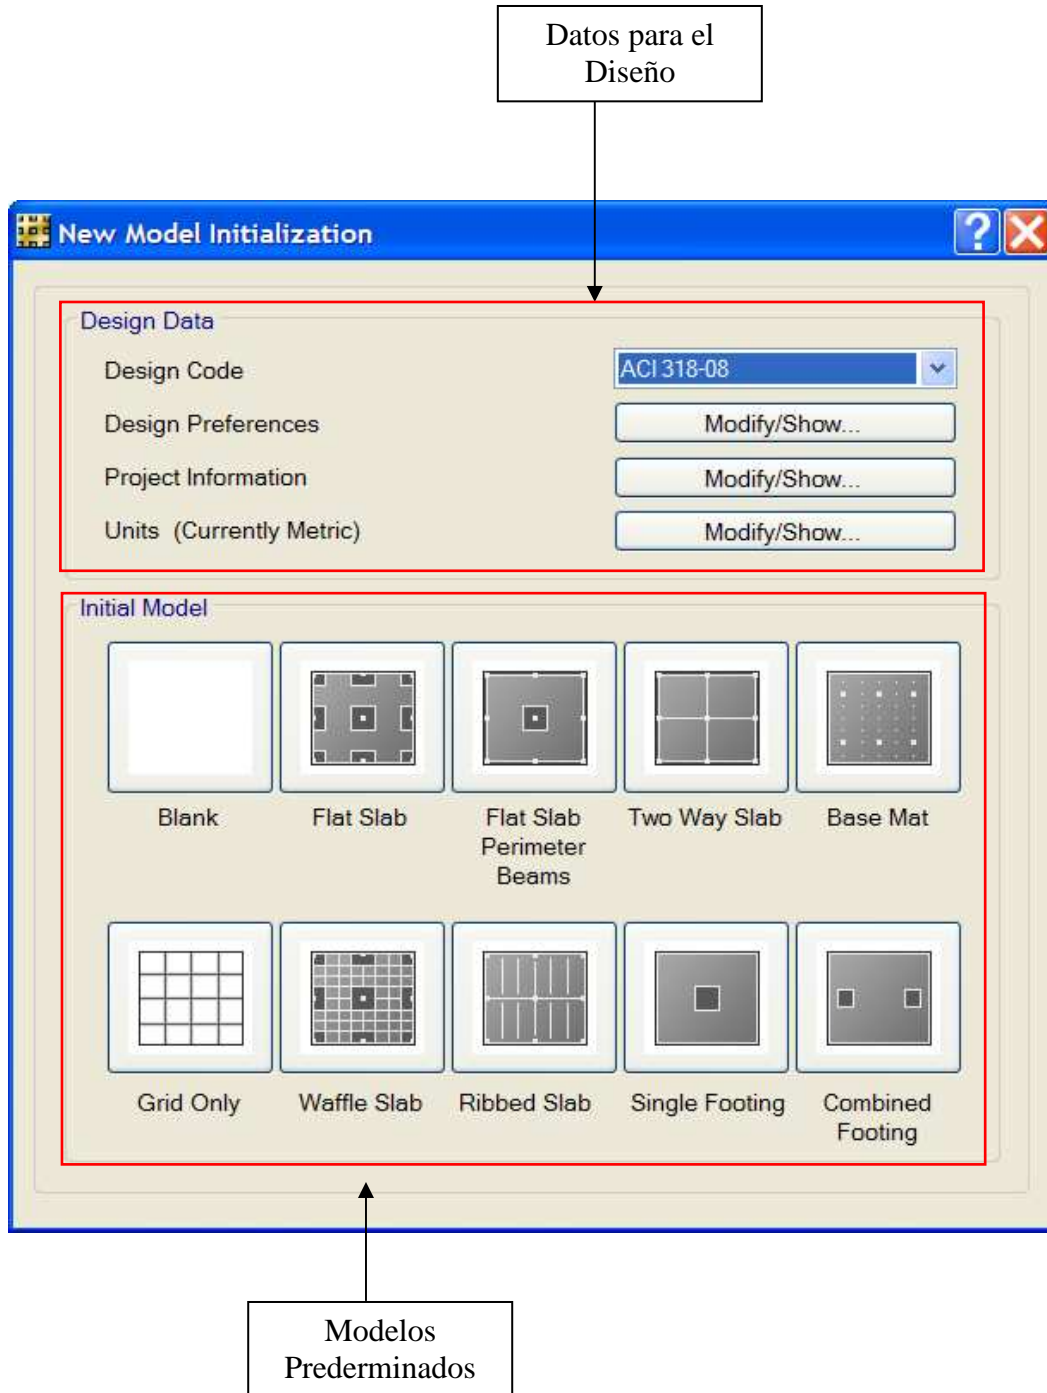 Datos para el
Diseño
New Model Initialization
?
Design Data
Design Code
ACI 318-08
Design Preferences
Modify/Show...
Project Information
Modify/Show...
Units (Currently Metric)
Modify/Show...
Initial Model
Blank
Flat Slab
Flat Slab
Perimeter
Beams
Two Way Slab
Base Mat
Grid Only
Waffle Slab
Ribbed Slab
Single Footing
Combined
Footing
Modelos
Prederminados